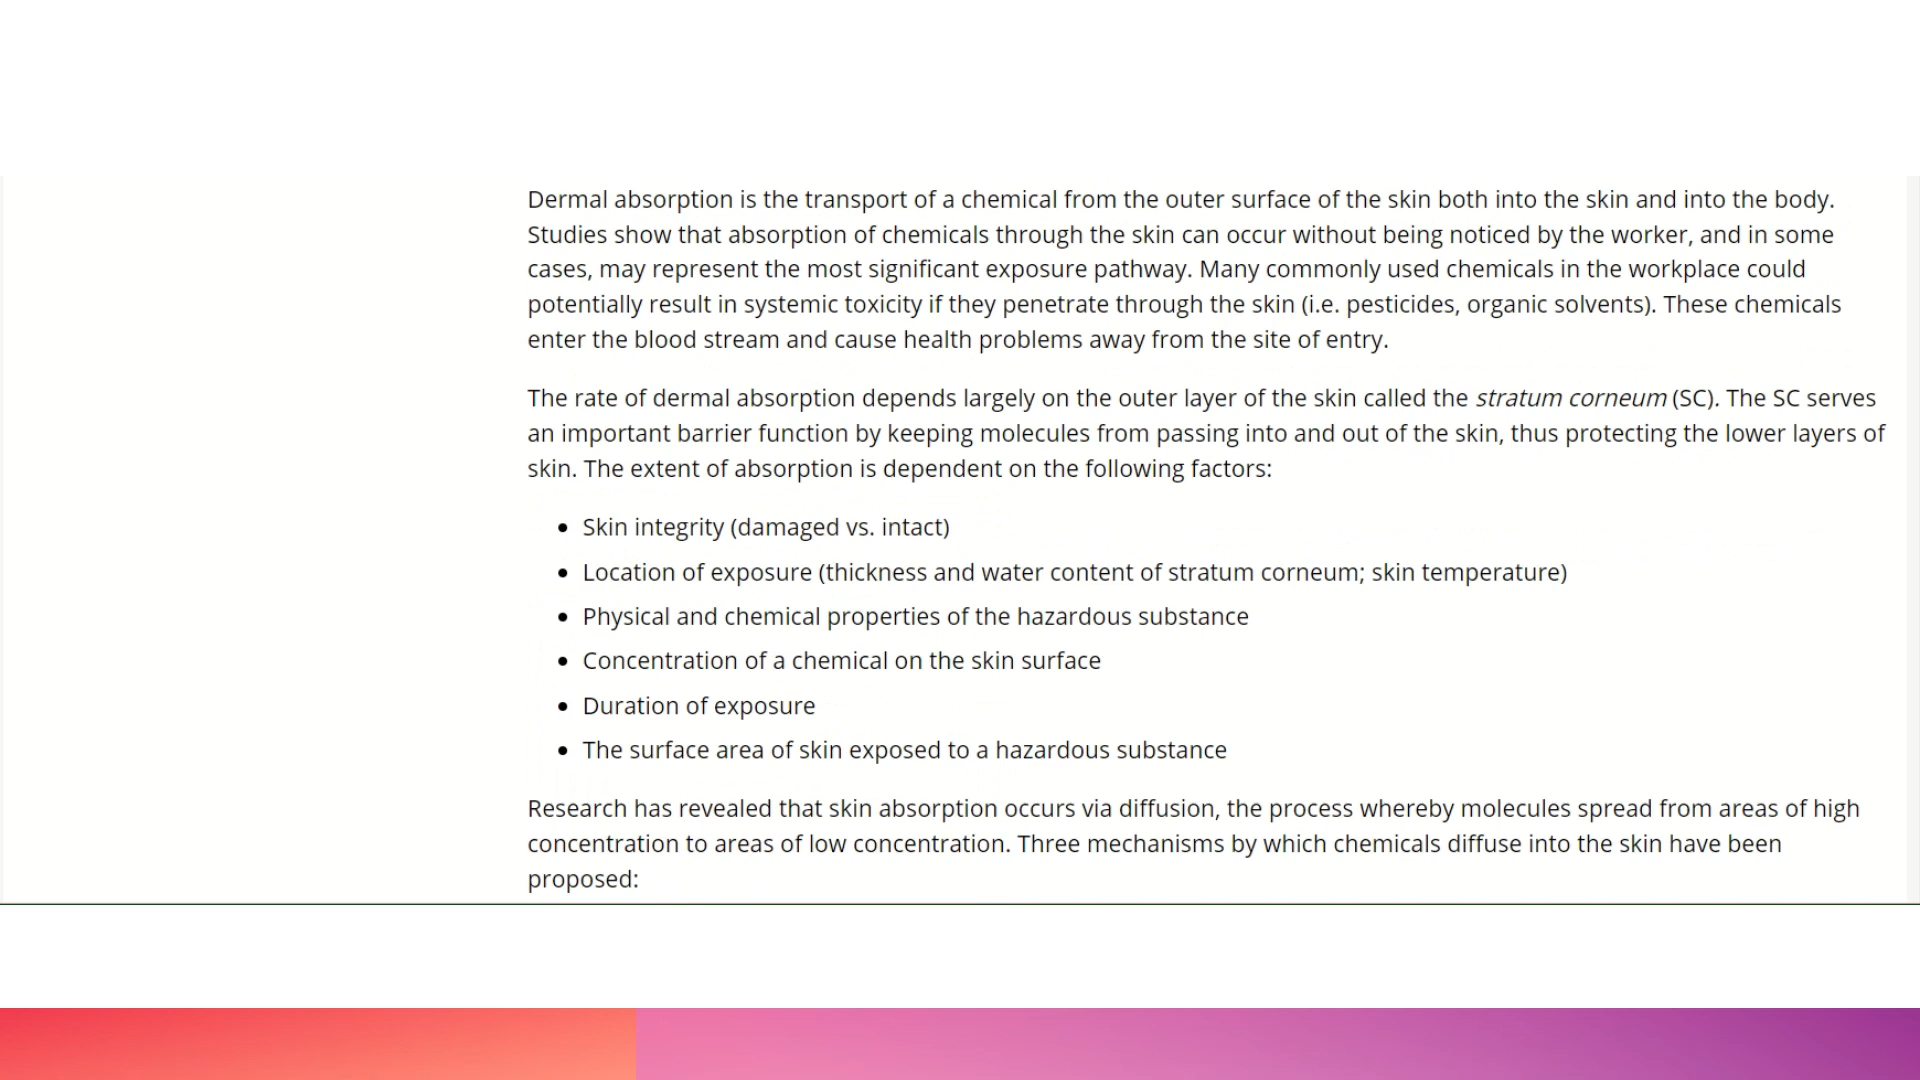 Dermal absorption is the transport of a chemical from the outer surface of the skin both into the skin and into the body.
Studies show that absorption of chemicals through the skin can occur without being noticed by the worker, and in some
cases, may represent the most significant exposure pathway. Many commonly used chemicals in the workplace could
potentially result in systemic toxicity if they penetrate through the skin (i.e. pesticides, organic solvents). These chemicals
enter the blood stream and cause health problems away from the site of entry.
The rate of dermal absorption depends largely on the outer layer of the skin called the stratum corneum (SC). The SC serves
an important barrier function by keeping molecules from passing into and out of the skin, thus protecting the lower layers of
skin. The extent of absorption is dependent on the following factors:
• Skin integrity (damaged vs. intact)
• Location of exposure (thickness and water content of stratum corneum; skin temperature)
• Physical and chemical properties of the hazardous substance
• Concentration of a chemical on the skin surface
• Duration of exposure
• The surface area of skin exposed to a hazardous substance
Research has revealed that skin absorption occurs via diffusion, the process whereby molecules spread from areas of high
concentration to areas of low concentration. Three mechanisms by which chemicals diffuse into the skin have been
proposed: